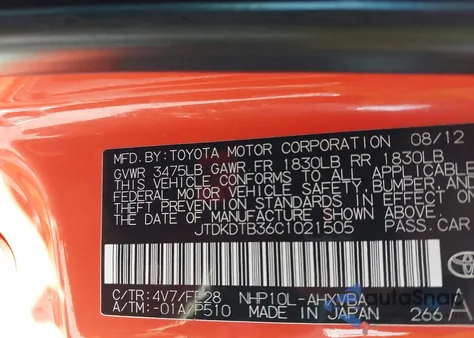 MFD. BY: TOYOTA MOTOR CORPORATION 08/12
GVWR 3475LB GAWR FR 1830LB RR 1830LB
THIS VEHICLE CONFORMS TO ALL APPLICABLE
FEDERAL MOTOR VEHICLE SAFETY, BUMPER, AND
THEFT PREVENTION STANDARDS IN EFFECT ON
THE DATE OF MANUFACTURE SHOWN ABOVE.
JTDKDTB36C1021505 PASS. CAR
C/TR: 4V7/FE28 NHP10L-AHXVBA
A/TM: -01A/P510 MADE IN JAPAN 266 A
TOYOTA
AutoSnap